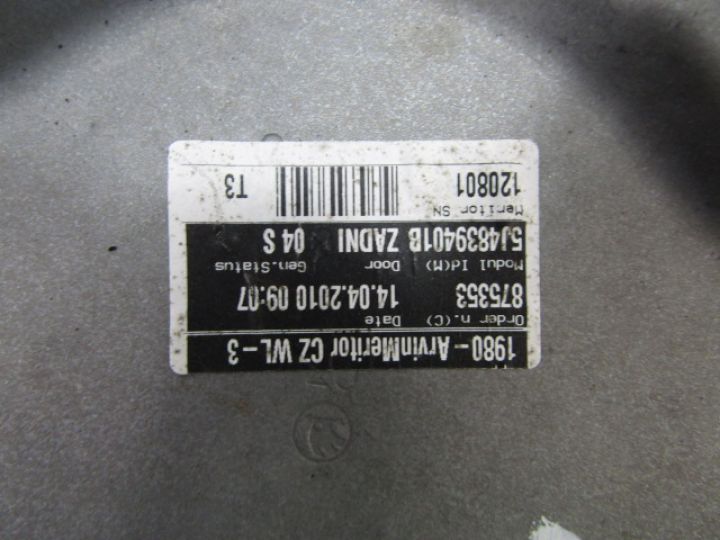 1980 - ArvinMeritor CZ WL-3
Order n.(C) Date
875353 14.04.2010 09:07
Modul Id(M) Door Gen.Status
5J4839401B ZADNI 04 S
Meritor SN
120801 T3